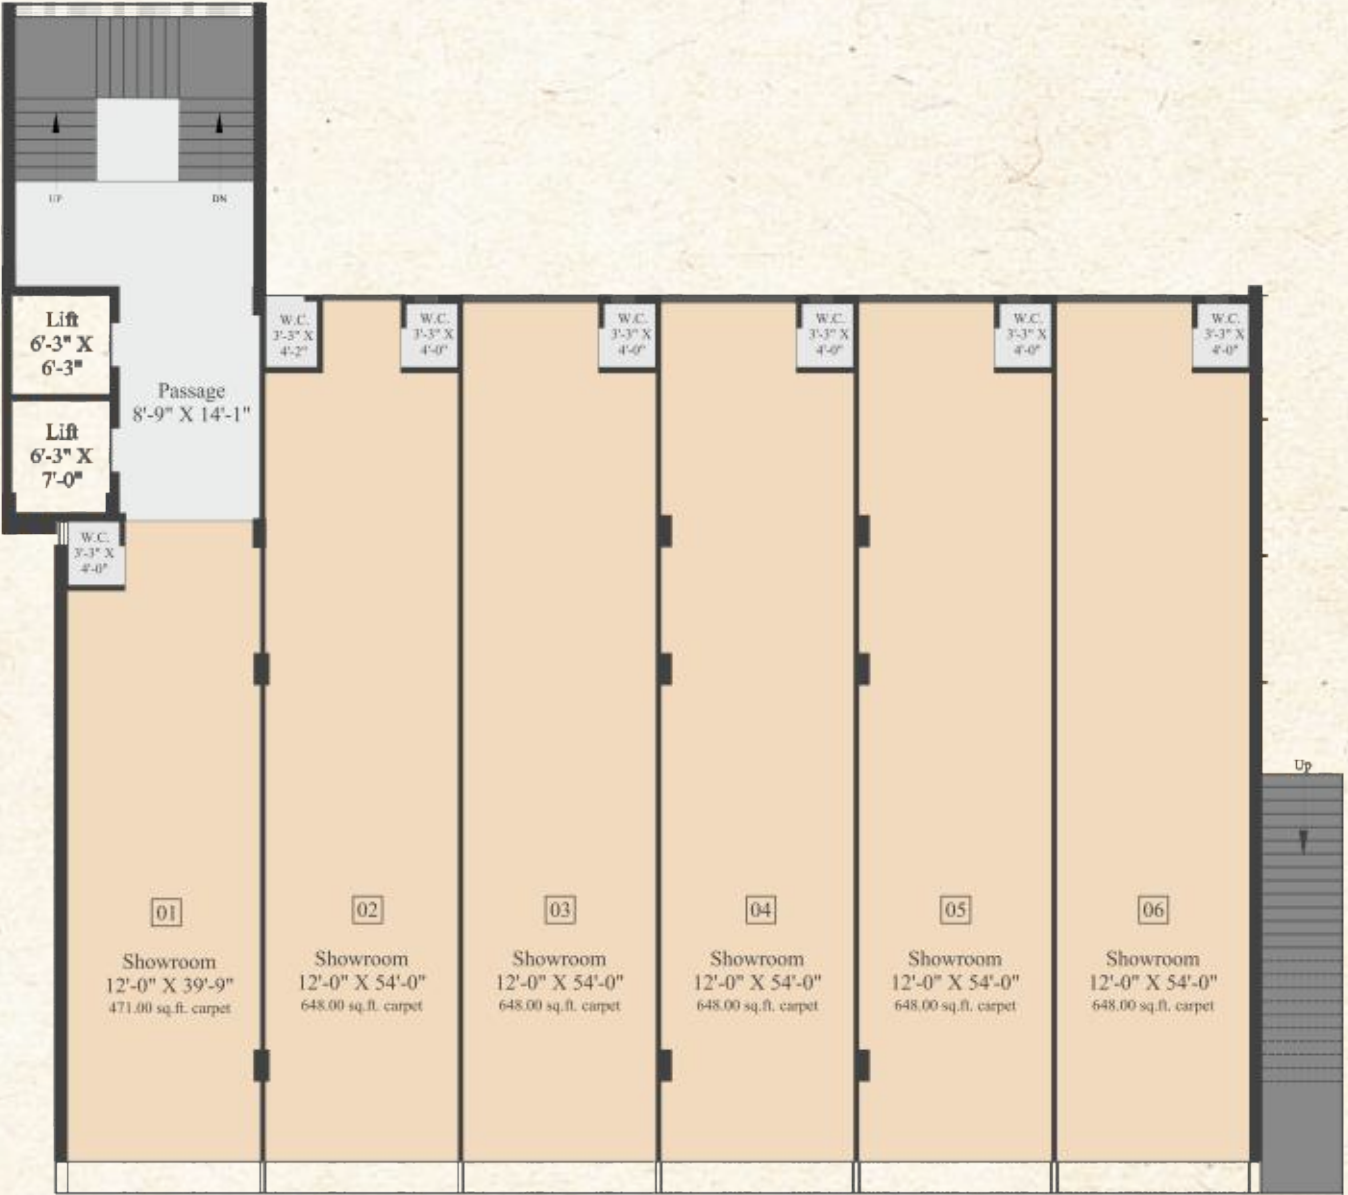 UP
DN
Lift
6'-3" X
6'-3"
Passage
8'-9" X 14'-1"
Lift
6'-3" X
7'-0"
W.C.
3'-3" X
4'-0"
W.C.
3'-3" X
4'-2"
W.C.
3'-3" X
4'-0"
W.C.
3'-3" X
4'-0"
W.C.
3'-3" X
4'-0"
W.C.
3'-3" X
4'-0"
W.C.
3'-3" X
4'-0"
Up
01
Showroom
12'-0" X 39'-9"
471.00 sq.ft. carpet
02
Showroom
12'-0" X 54'-0"
648.00 sq.ft. carpet
03
Showroom
12'-0" X 54'-0"
648.00 sq.ft. carpet
04
Showroom
12'-0" X 54'-0"
648.00 sq.ft. carpet
05
Showroom
12'-0" X 54'-0"
648.00 sq.ft. carpet
06
Showroom
12'-0" X 54'-0"
648.00 sq.ft. carpet